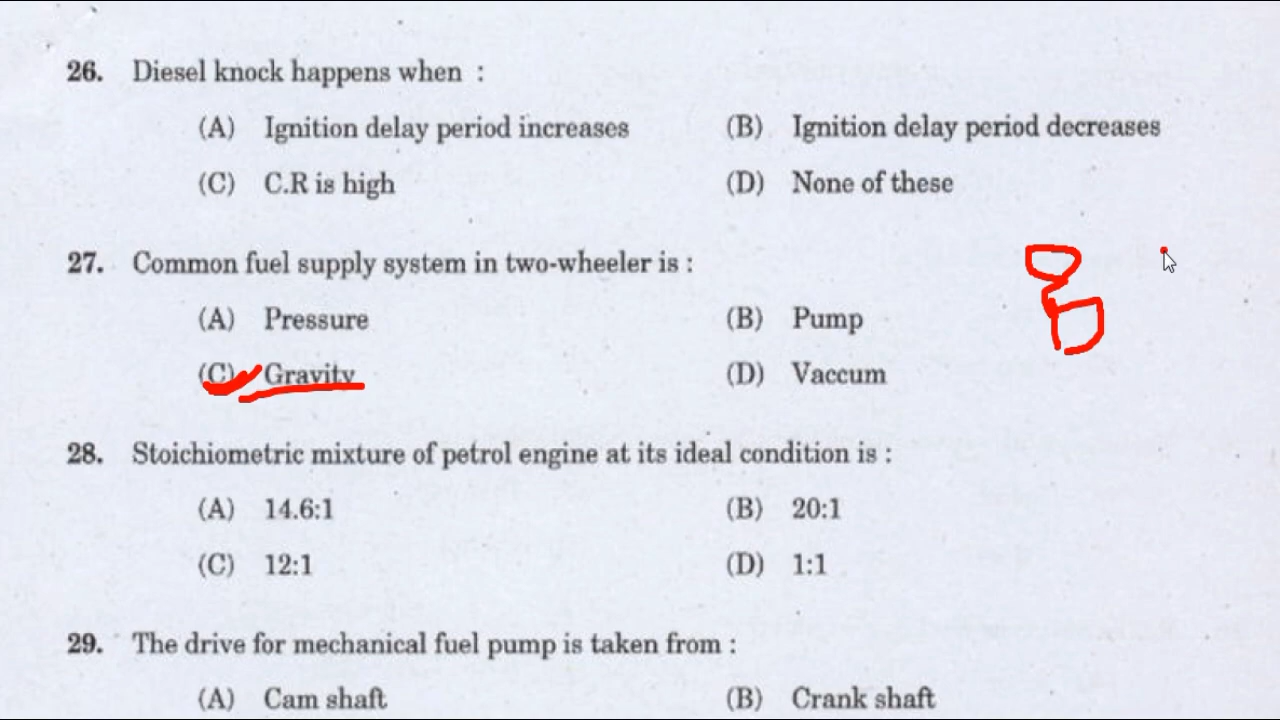 26. Diesel knock happens when :
(A) Ignition delay period increases (B) Ignition delay period decreases
(C) C.R is high (D) None of these
27. Common fuel supply system in two-wheeler is :
(A) Pressure (B) Pump
(C) Gravity (D) Vaccum
28. Stoichiometric mixture of petrol engine at its ideal condition is :
(A) 14.6:1 (B) 20:1
(C) 12:1 (D) 1:1
29. The drive for mechanical fuel pump is taken from :
(A) Cam shaft (B) Crank shaft